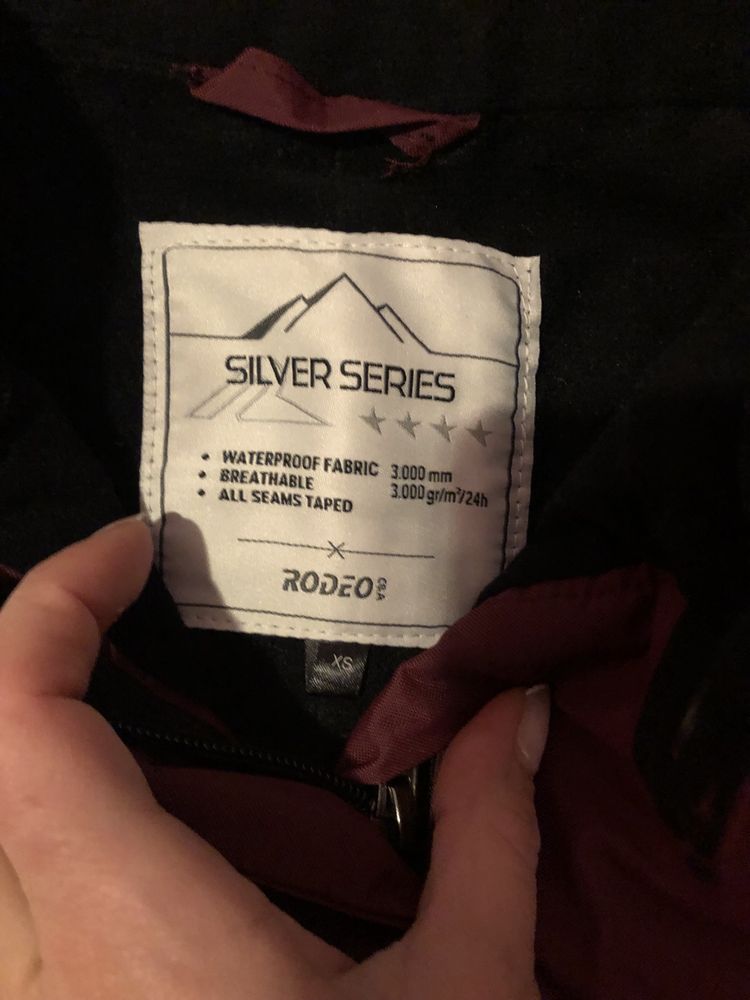 SILVER SERIES
• WATERPROOF FABRIC 3.000 mm
• BREATHABLE 3.000 gr/m²/24h
• ALL SEAMS TAPED
RODEO C&A
XS